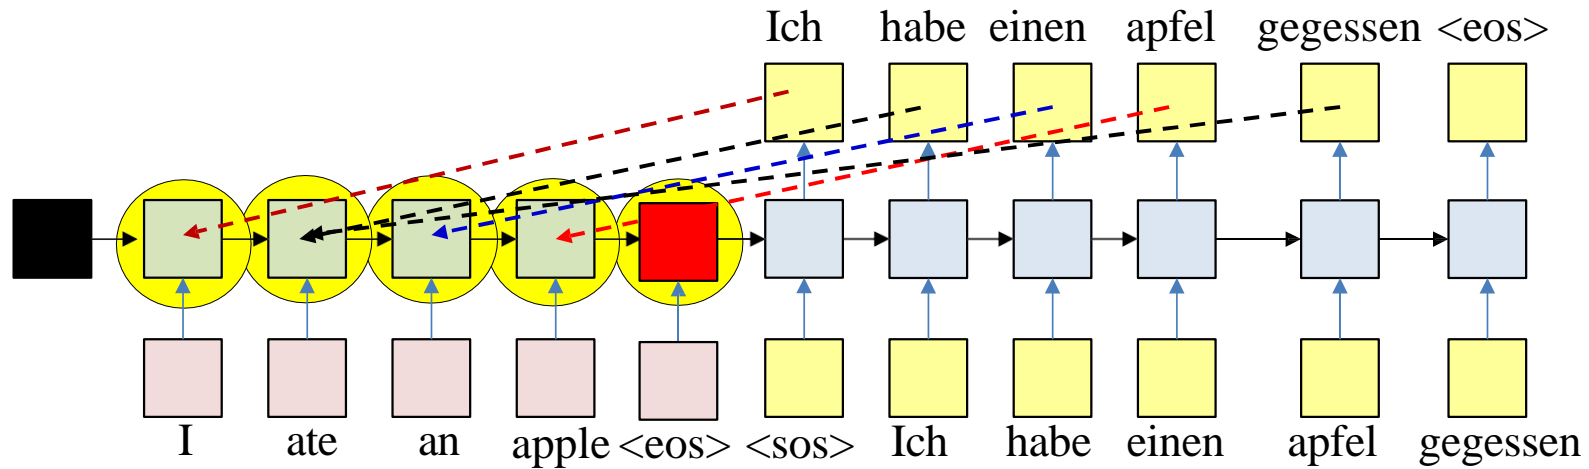 Ich habe einen apfel gegessen <eos>
I ate an apple <eos> <sos> Ich habe einen apfel gegessen